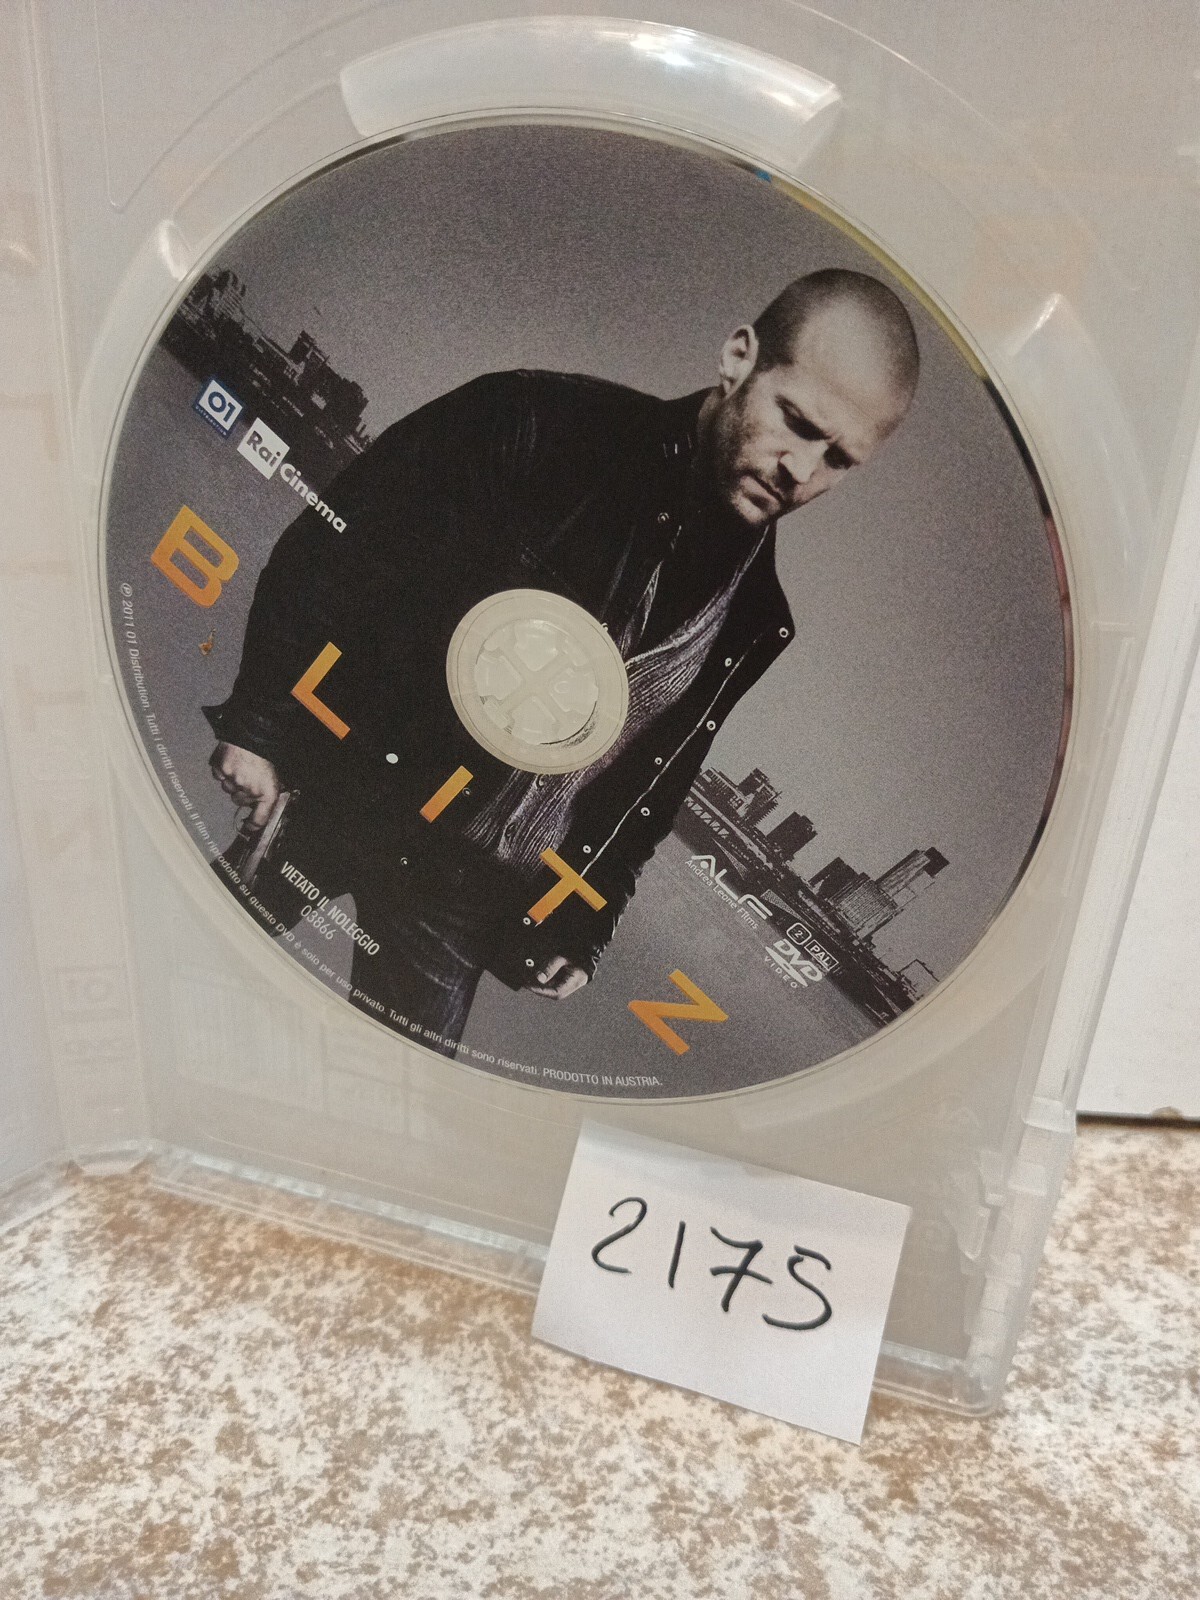 01
DISTRIBUTION
Rai Cinema
BLITZ
VIETATO IL NOLEGGIO
03866
ALF
Andrea Leone Films
2 PAL
DVD
VIDEO
℗ 2011 01 Distribution. Tutti i diritti riservati. Il film riprodotto su questo DVD è solo per uso privato. Tutti gli altri diritti sono riservati. PRODOTTO IN AUSTRIA.
2175